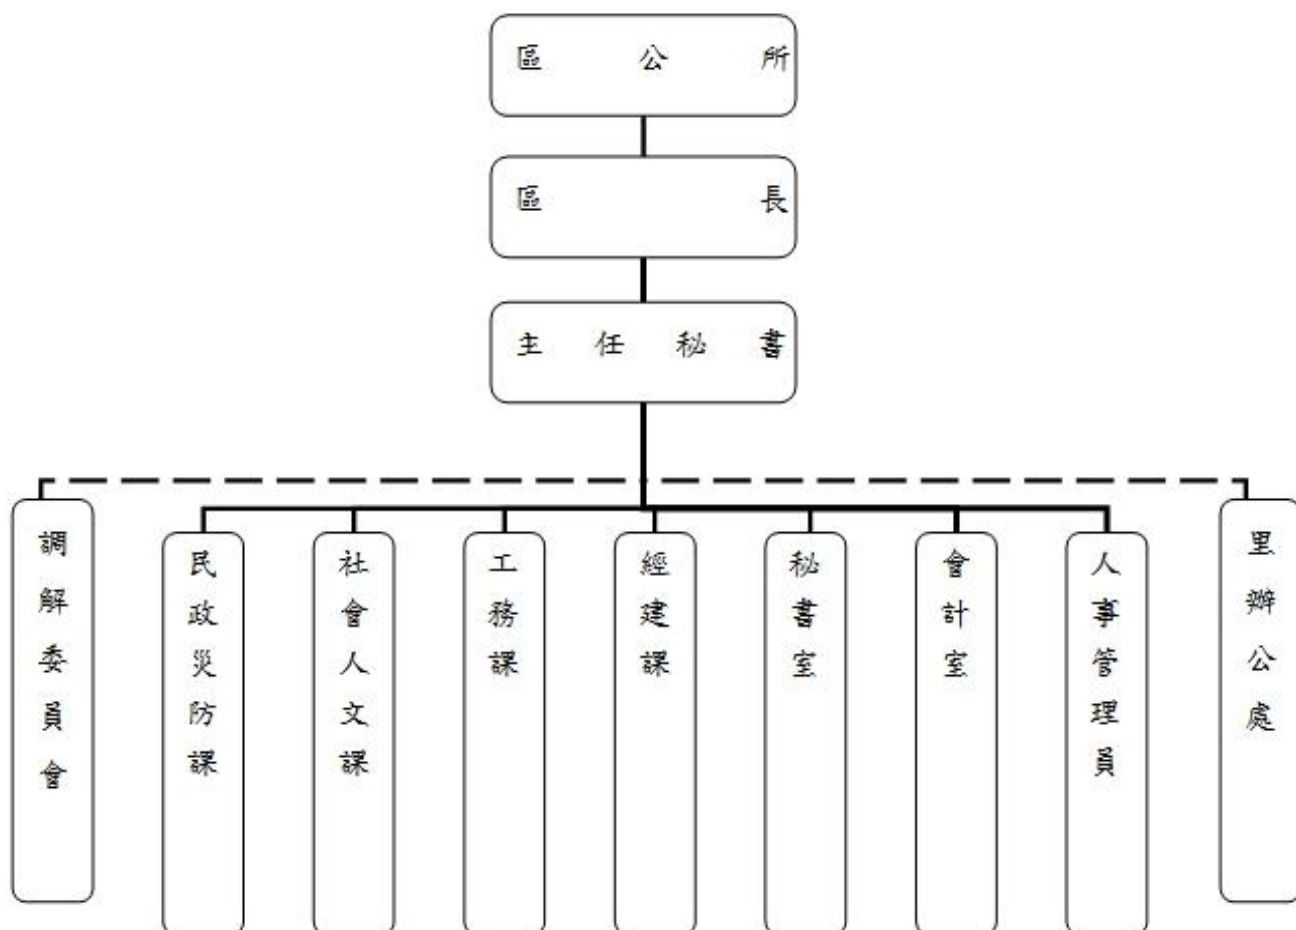 區公所
區長
主任秘書
調解委員會
民政災防課
社會人文課
工務課
經建課
秘書室
會計室
人事管理員
里辦公處